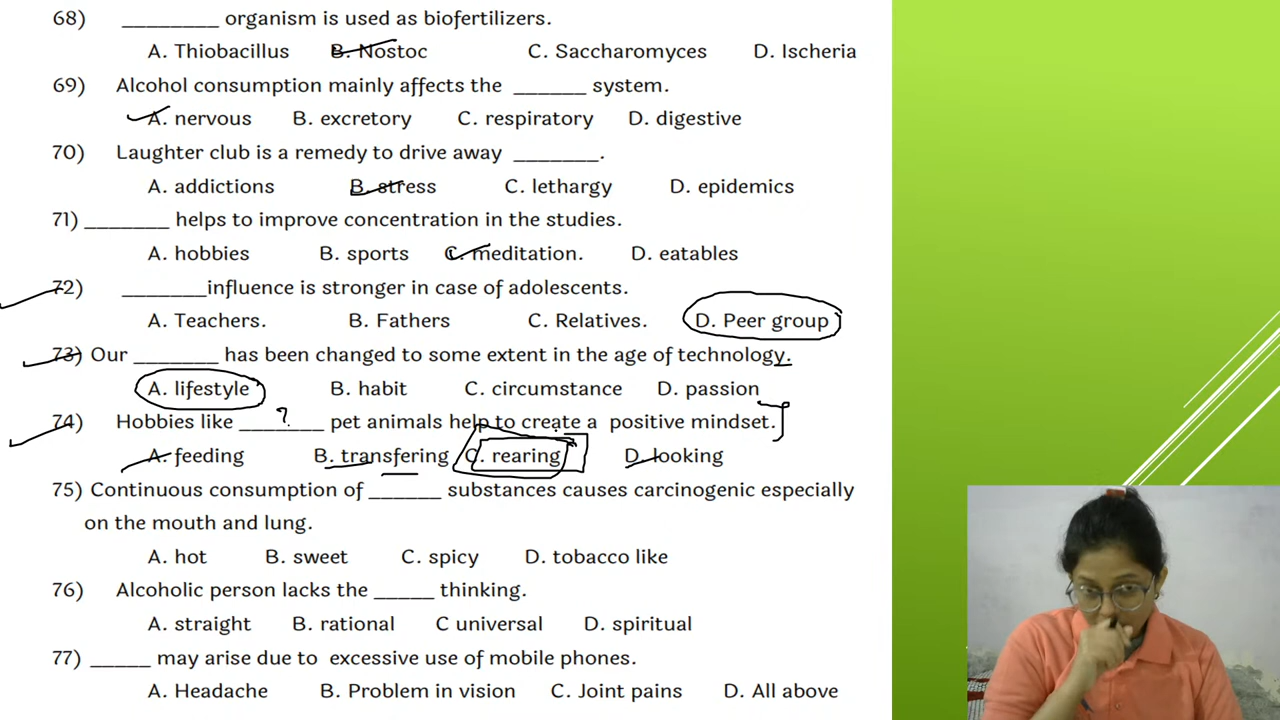 68) ________ organism is used as biofertilizers.
A. Thiobacillus B. Nostoc C. Saccharomyces D. Ischeria
69) Alcohol consumption mainly affects the ______ system.
A. nervous B. excretory C. respiratory D. digestive
70) Laughter club is a remedy to drive away _______.
A. addictions B. stress C. lethargy D. epidemics
71) _______ helps to improve concentration in the studies.
A. hobbies B. sports C. meditation. D. eatables
72) _______influence is stronger in case of adolescents.
A. Teachers. B. Fathers C. Relatives. D. Peer group
73) Our _______ has been changed to some extent in the age of technology.
A. lifestyle B. habit C. circumstance D. passion
74) Hobbies like ___?___ pet animals help to create a positive mindset.
A. feeding B. transfering C. rearing D. looking
75) Continuous consumption of ______ substances causes carcinogenic especially
on the mouth and lung.
A. hot B. sweet C. spicy D. tobacco like
76) Alcoholic person lacks the _____ thinking.
A. straight B. rational C universal D. spiritual
77) _____ may arise due to excessive use of mobile phones.
A. Headache B. Problem in vision C. Joint pains D. All above